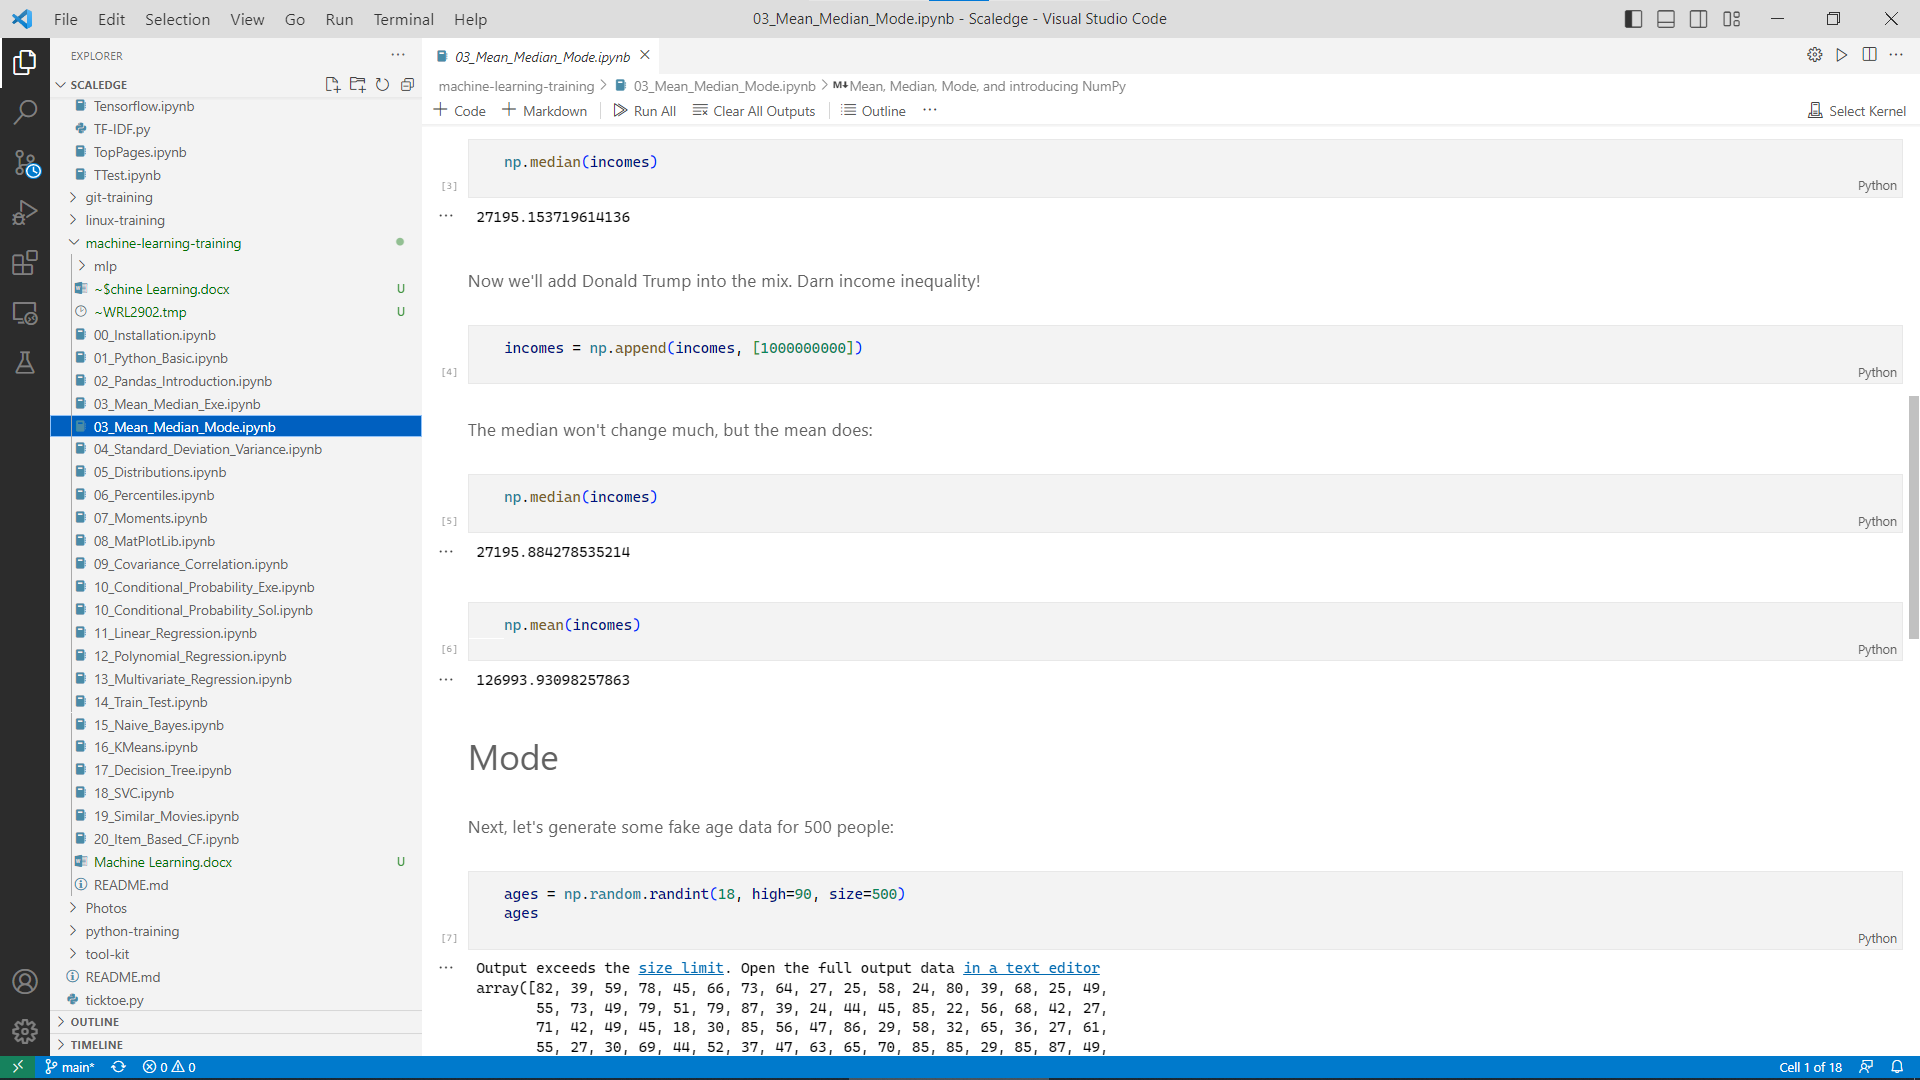 File Edit Selection View Go Run Terminal Help
03_Mean_Median_Mode.ipynb - Scaledge - Visual Studio Code
EXPLORER
SCALEDGE
Tensorflow.ipynb
TF-IDF.py
TopPages.ipynb
TTest.ipynb
git-training
linux-training
machine-learning-training
mlp
~$chine Learning.docx U
~WRL2902.tmp U
00_Installation.ipynb
01_Python_Basic.ipynb
02_Pandas_Introduction.ipynb
03_Mean_Median_Exe.ipynb
03_Mean_Median_Mode.ipynb
04_Standard_Deviation_Variance.ipynb
05_Distributions.ipynb
06_Percentiles.ipynb
07_Moments.ipynb
08_MatPlotLib.ipynb
09_Covariance_Correlation.ipynb
10_Conditional_Probability_Exe.ipynb
10_Conditional_Probability_Sol.ipynb
11_Linear_Regression.ipynb
12_Polynomial_Regression.ipynb
13_Multivariate_Regression.ipynb
14_Train_Test.ipynb
15_Naive_Bayes.ipynb
16_KMeans.ipynb
17_Decision_Tree.ipynb
18_SVC.ipynb
19_Similar_Movies.ipynb
20_Item_Based_CF.ipynb
Machine Learning.docx U
README.md
Photos
python-training
tool-kit
README.md
ticktoe.py
OUTLINE
TIMELINE
03_Mean_Median_Mode.ipynb
machine-learning-training > 03_Mean_Median_Mode.ipynb > M↓ Mean, Median, Mode, and introducing NumPy
+ Code + Markdown Run All Clear All Outputs Outline ... Select Kernel
np.median(incomes)
[3] Python
27195.153719614136
Now we'll add Donald Trump into the mix. Darn income inequality!
incomes = np.append(incomes, [1000000000])
[4] Python
The median won't change much, but the mean does:
np.median(incomes)
[5] Python
27195.884278535214
np.mean(incomes)
[6] Python
126993.93098257863
Mode
Next, let's generate some fake age data for 500 people:
ages = np.random.randint(18, high=90, size=500)
ages
[7] Python
Output exceeds the size limit. Open the full output data in a text editor
array([82, 39, 59, 78, 45, 66, 73, 64, 27, 25, 58, 24, 80, 39, 68, 25, 49,
55, 73, 49, 79, 51, 79, 87, 39, 24, 44, 45, 85, 22, 56, 68, 42, 27,
71, 42, 49, 45, 18, 30, 85, 56, 47, 86, 29, 58, 32, 65, 36, 27, 61,
55, 27, 30, 69, 44, 52, 37, 47, 63, 65, 70, 85, 85, 29, 85, 87, 49,
main* 0 0 Cell 1 of 18